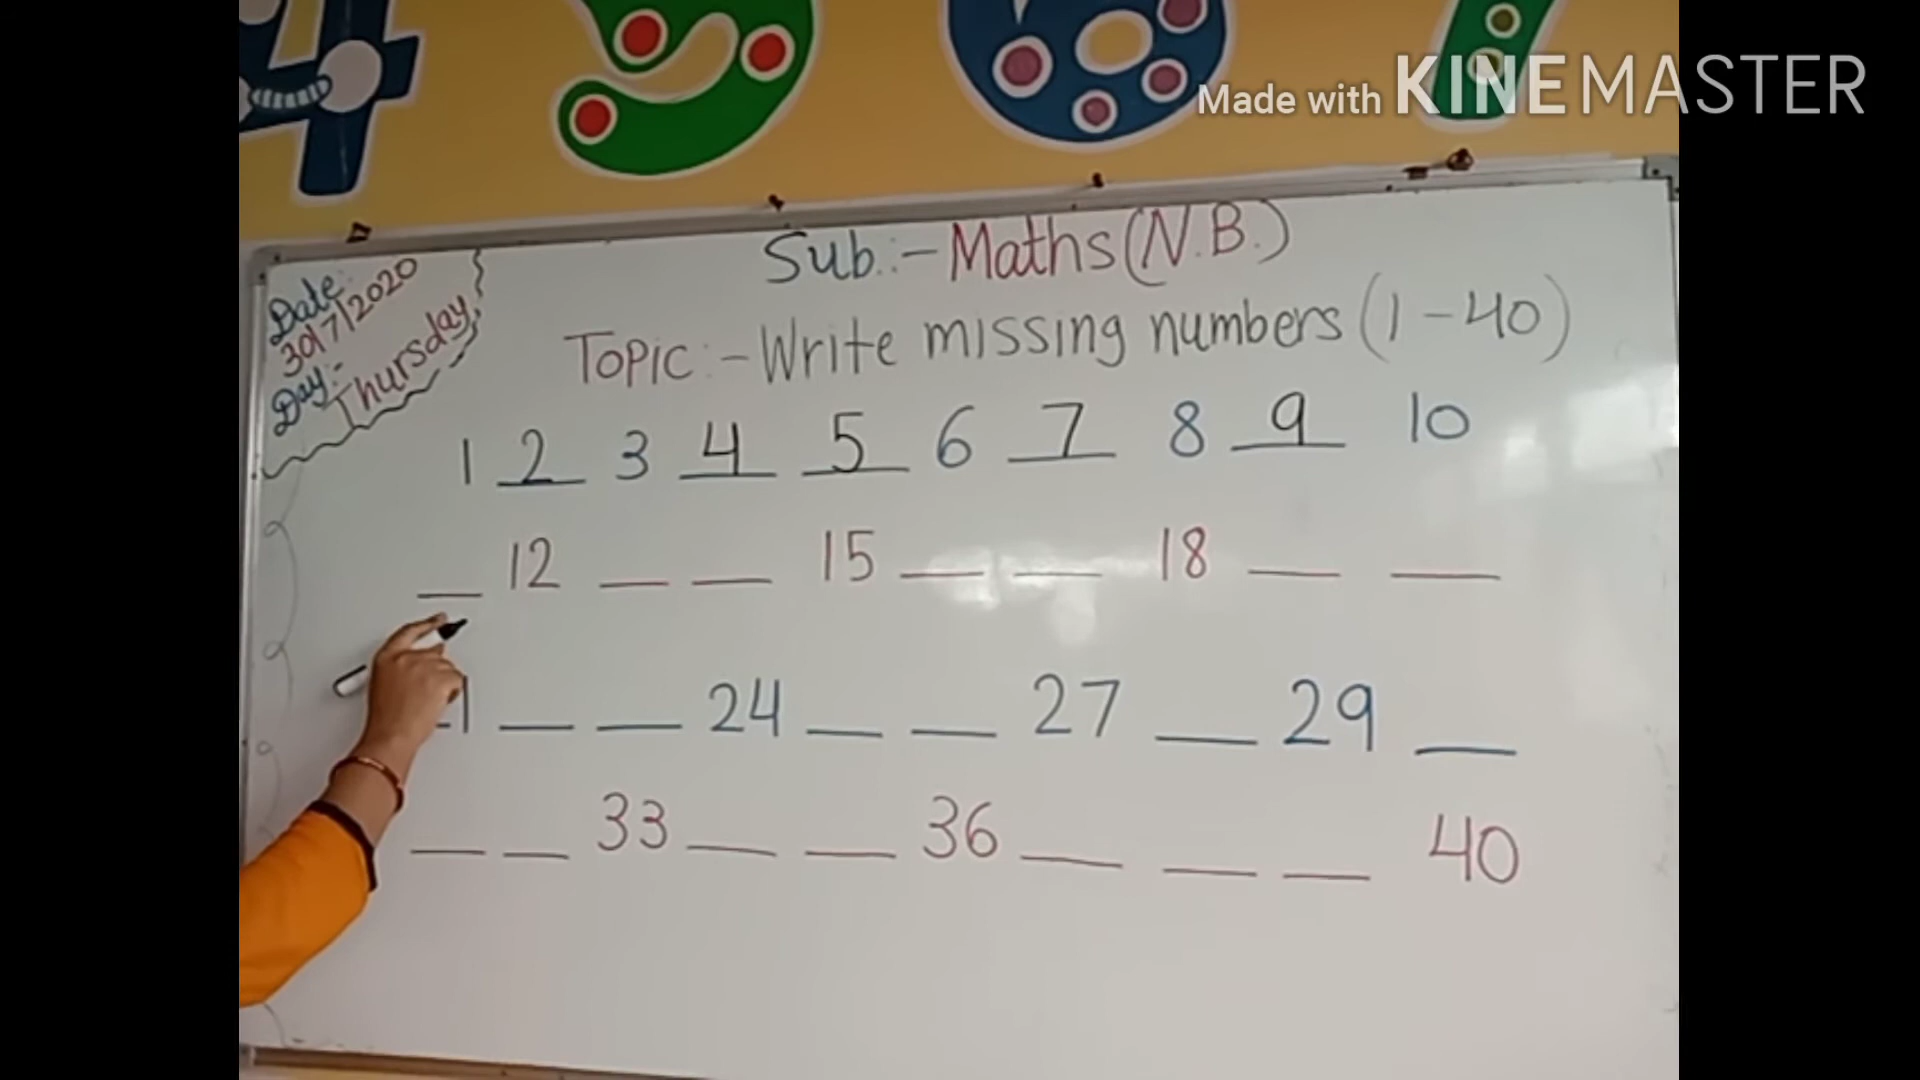 Made with KINEMASTER
Sub.:- Maths (N.B.)
Date:
30/7/2020
Day:-
Thursday
Topic:- Write missing numbers (1-40)
1 2 3 4 5 6 7 8 9 10
__ 12 __ __ 15 __ __ 18 __ __
__ __ 24 __ __ 27 __ 29 __
__ __ 33 __ __ 36 __ __ __ 40